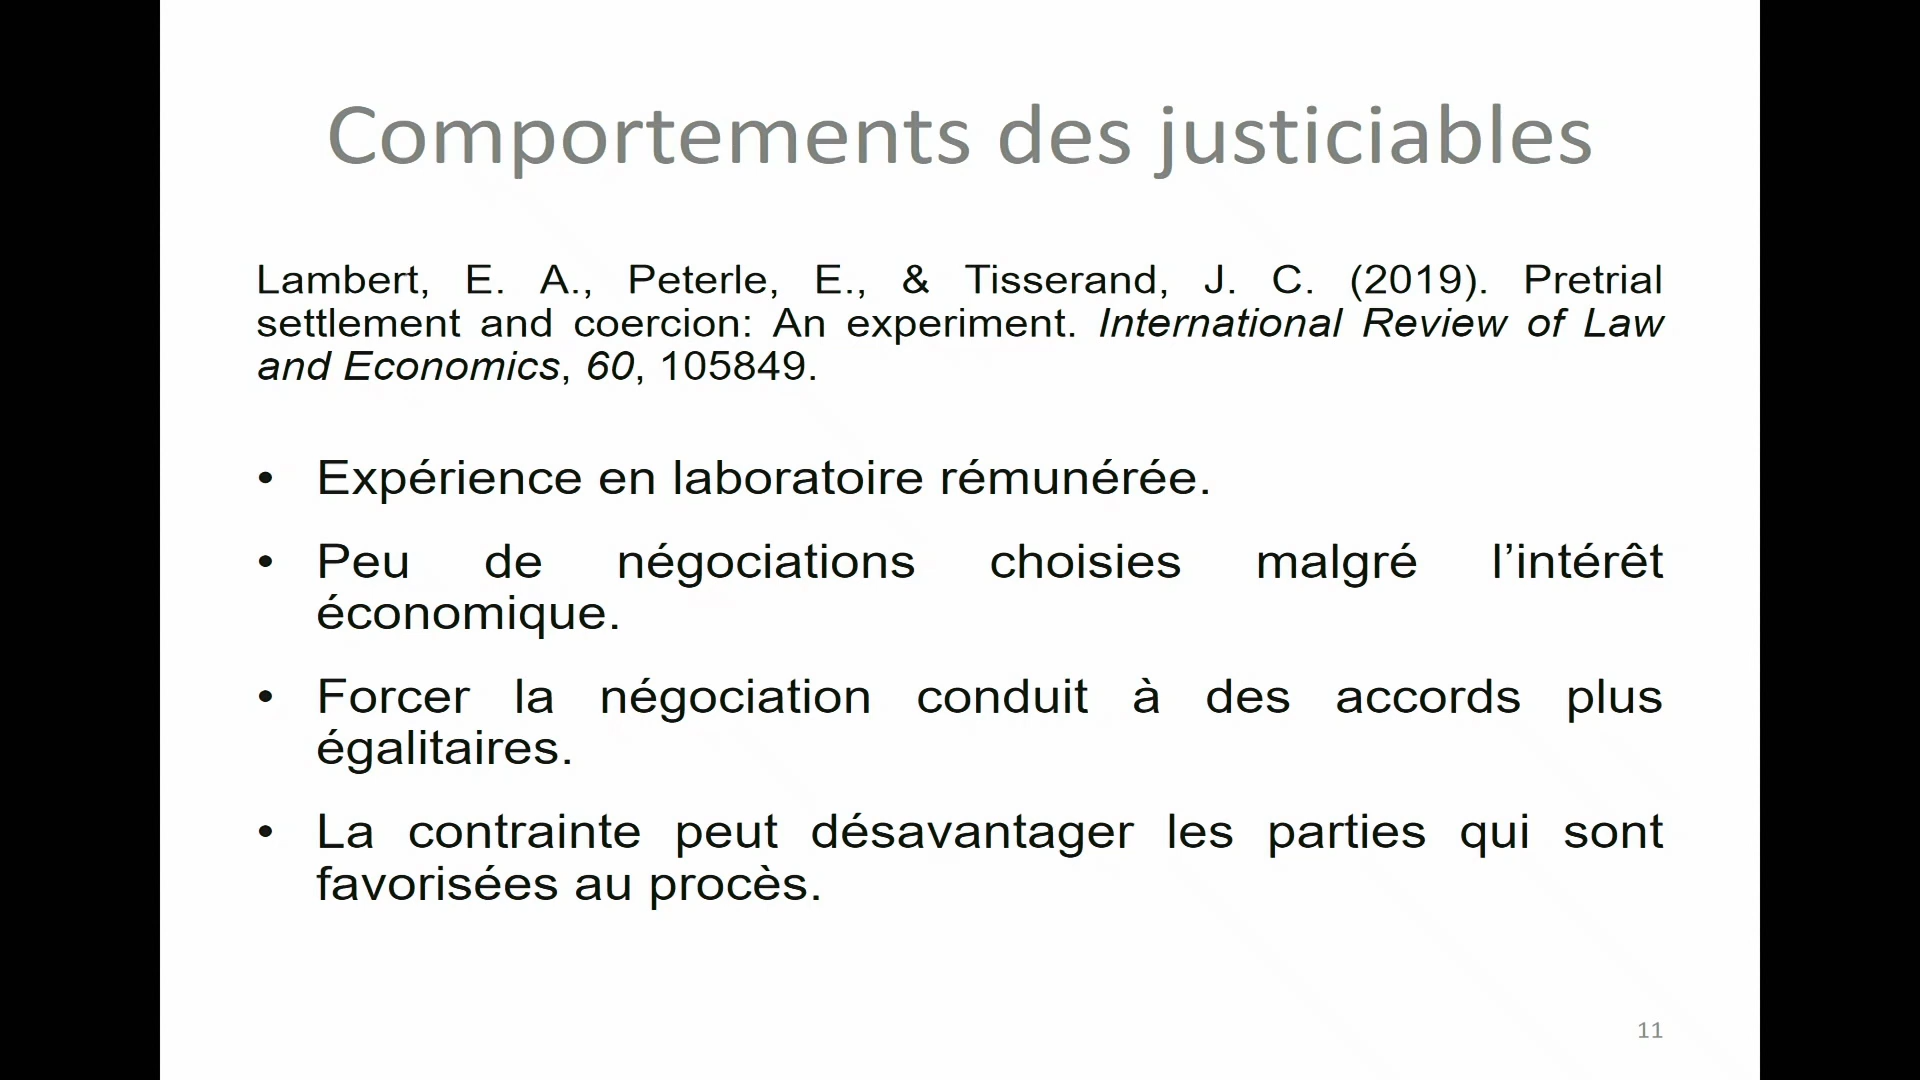 Comportements des justiciables
Lambert, E. A., Peterle, E., & Tisserand, J. C. (2019). Pretrial
settlement and coercion: An experiment. International Review of Law
and Economics, 60, 105849.
• Expérience en laboratoire rémunérée.
• Peu de négociations choisies malgré l’intérêt
économique.
• Forcer la négociation conduit à des accords plus
égalitaires.
• La contrainte peut désavantager les parties qui sont
favorisées au procès.
11